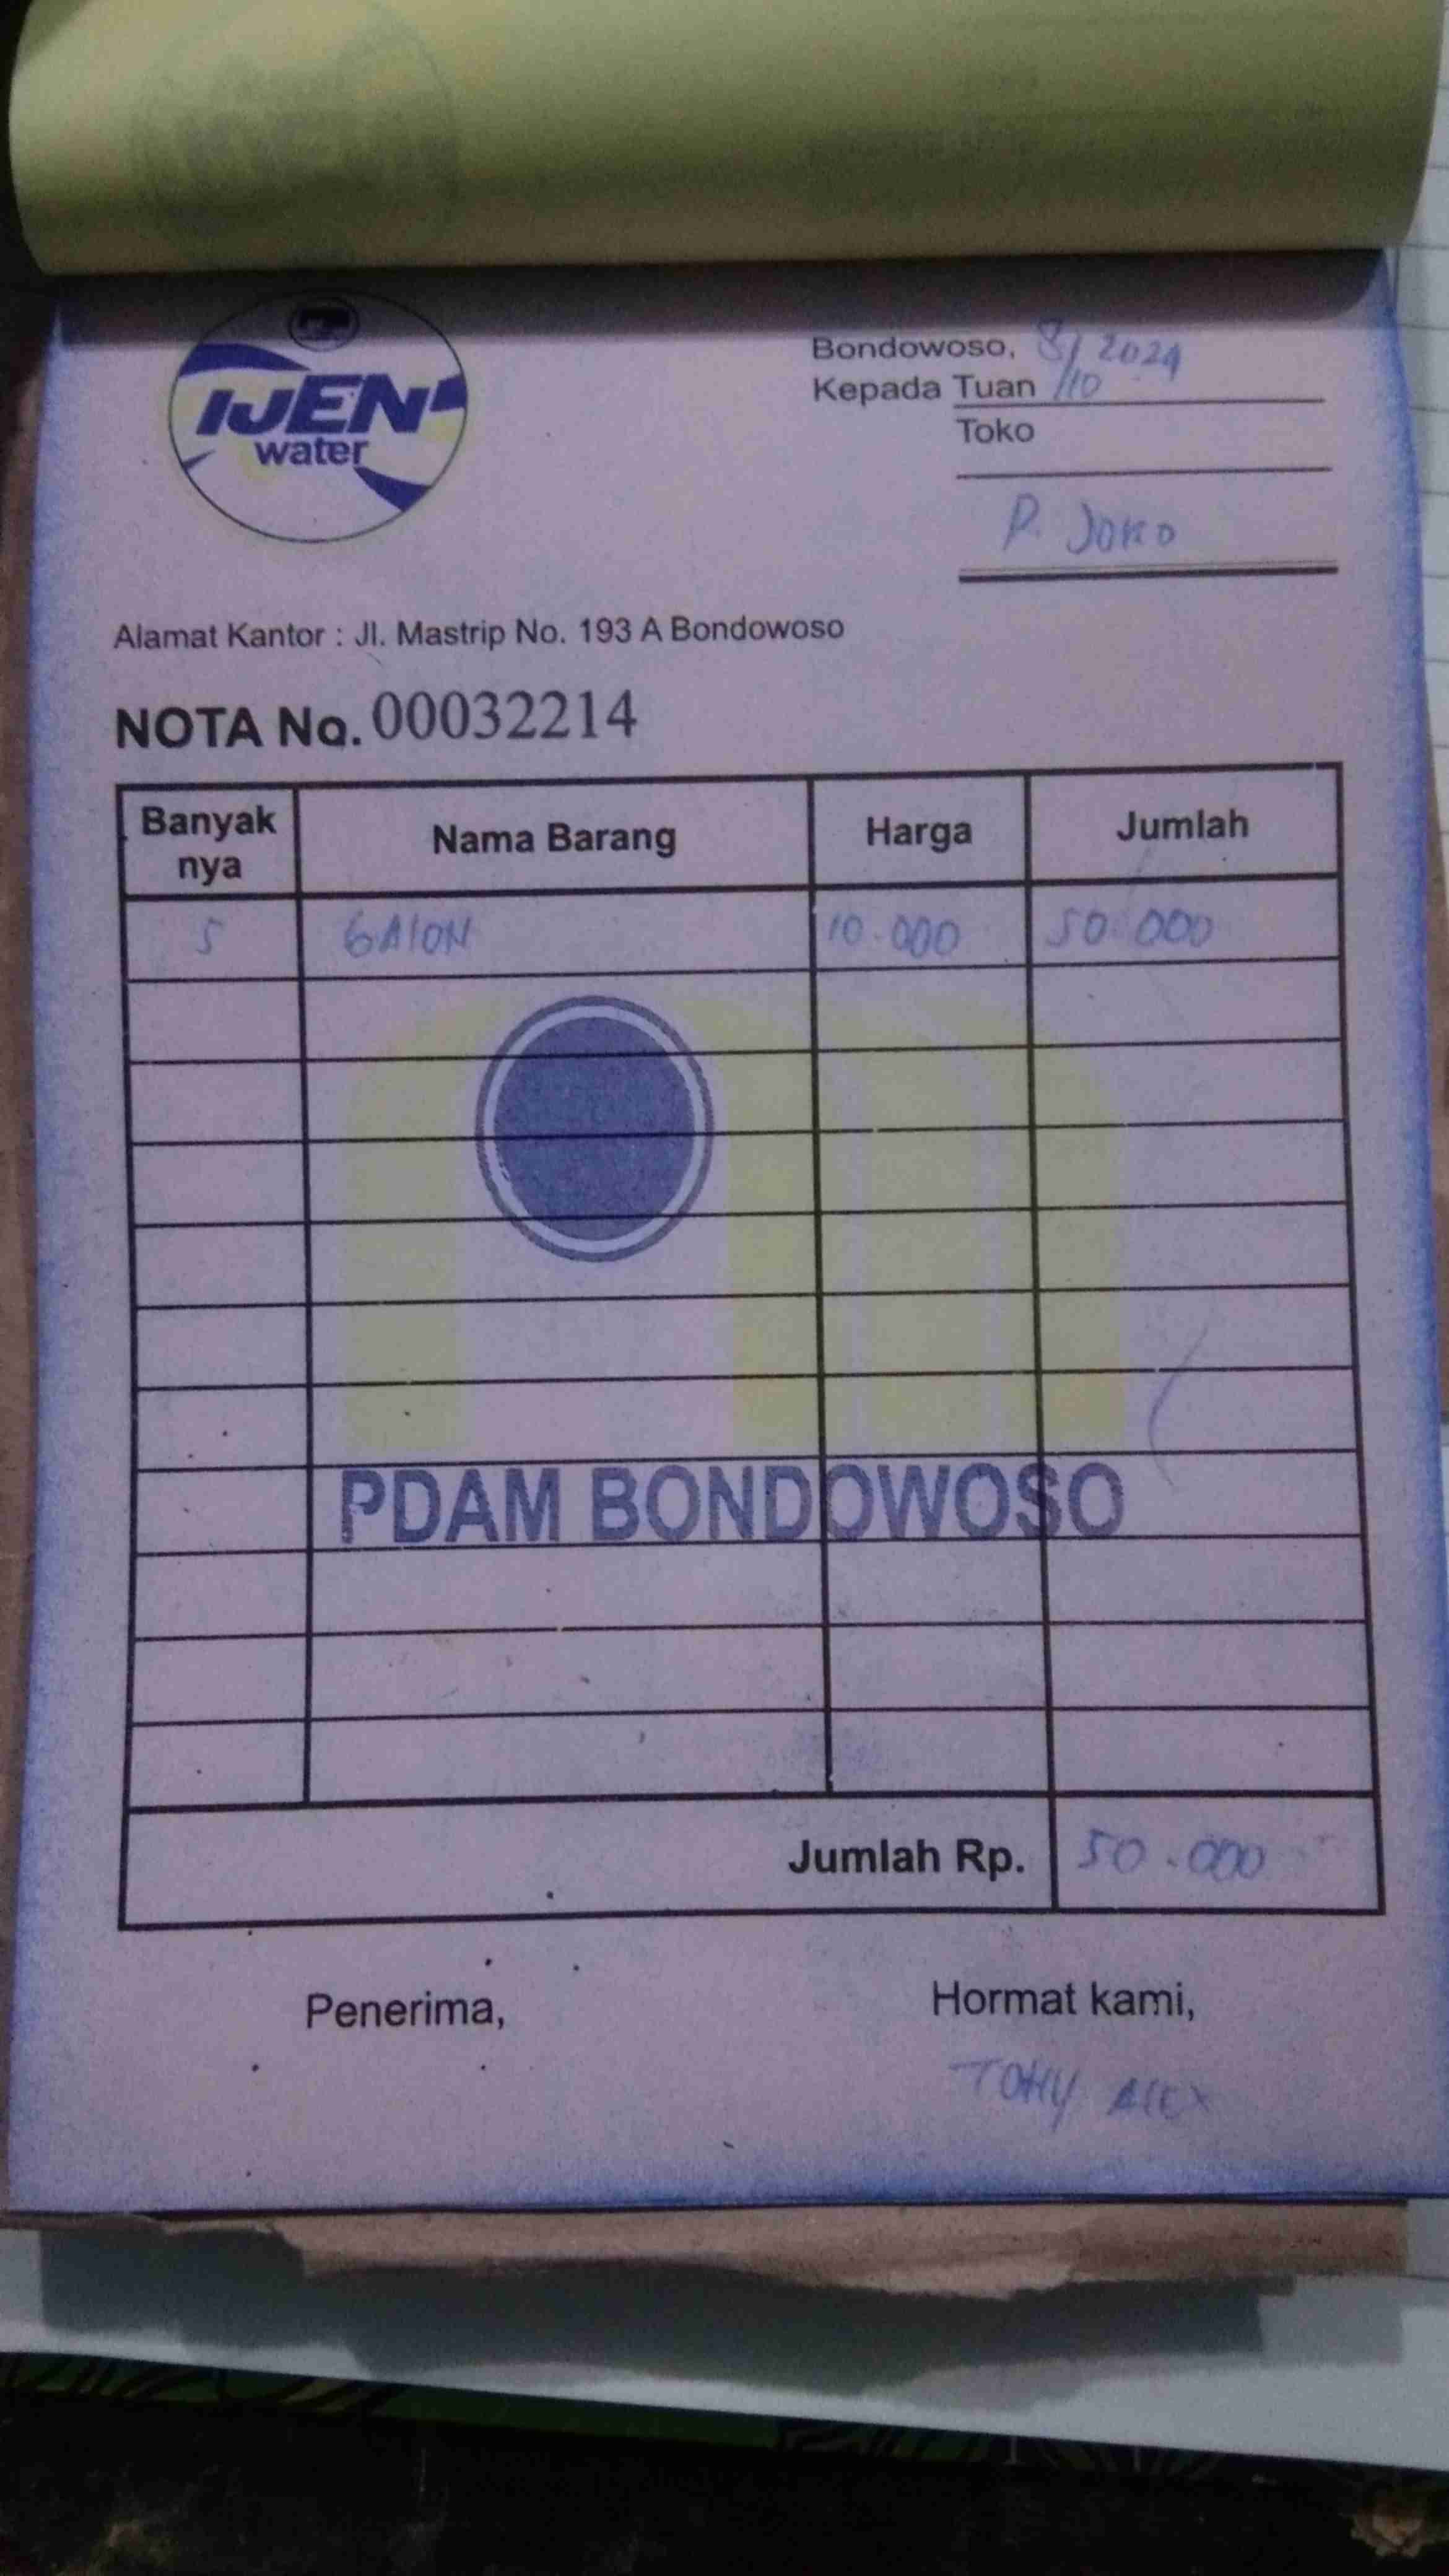 IJEN
water
Bondowoso, 8/10 2024
Kepada Tuan
Toko
P. Joko
Alamat Kantor : Jl. Mastrip No. 193 A Bondowoso
NOTA No. 00032214
Banyak nya Nama Barang Harga Jumlah
5 GAlON 10.000 50.000
PDAM BONDOWOSO
Jumlah Rp. 50.000
Penerima, Hormat kami,
TONY AlEX